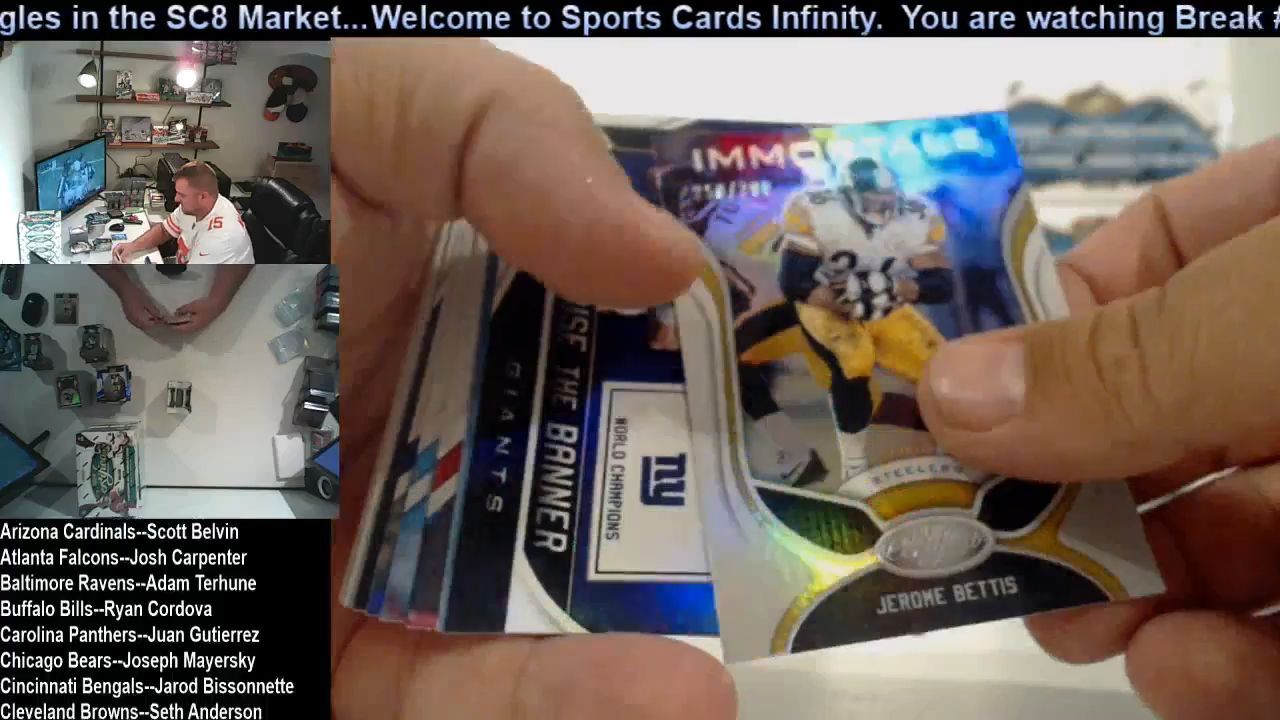 gles in the SC8 Market...Welcome to Sports Cards Infinity.  You are watching Break #
IMMORTALS
15
36
STEELERS
JEROME BETTIS
GIANTS
THE BANNER
WORLD CHAMPIONS
NY
Arizona Cardinals--Scott Belvin
Atlanta Falcons--Josh Carpenter
Baltimore Ravens--Adam Terhune
Buffalo Bills--Ryan Cordova
Carolina Panthers--Juan Gutierrez
Chicago Bears--Joseph Mayersky
Cincinnati Bengals--Jarod Bissonnette
Cleveland Browns--Seth Anderson